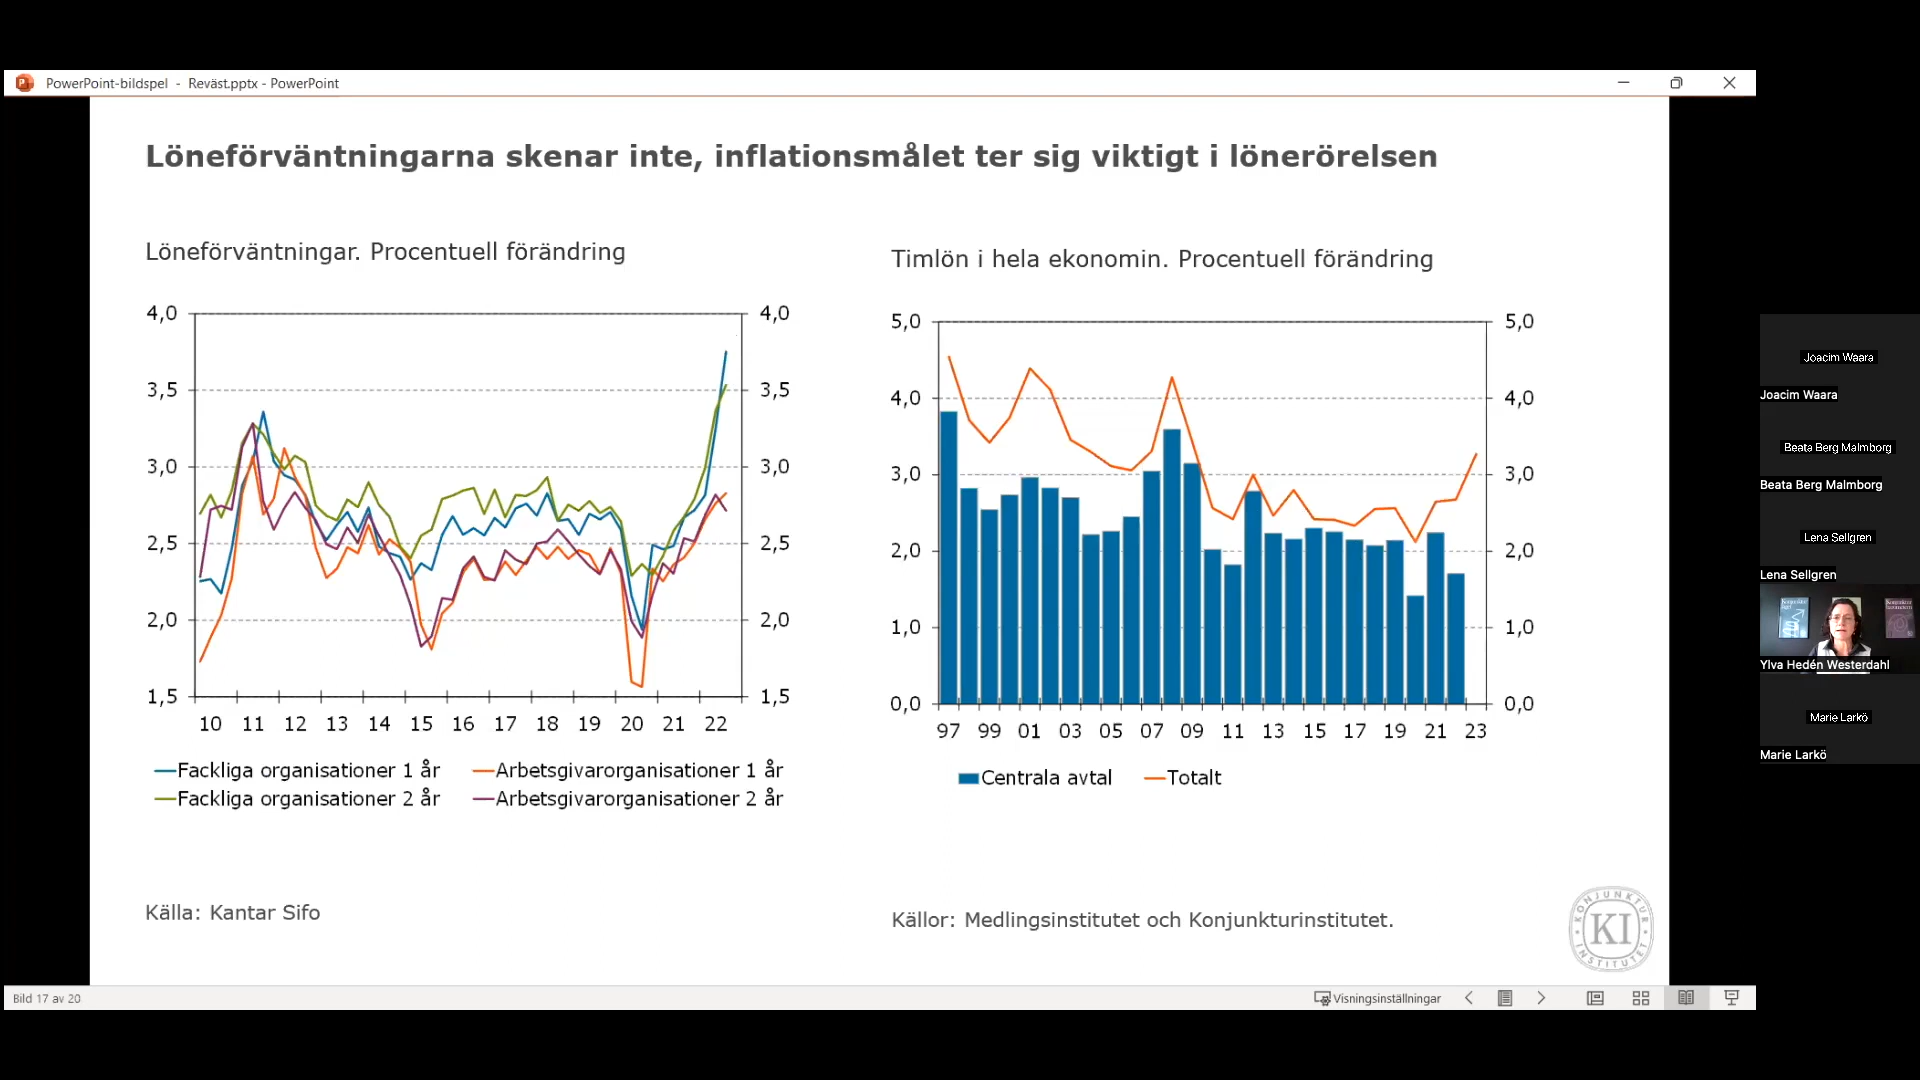 PowerPoint-bildspel - Reväst.pptx - PowerPoint
Löneförväntningarna skenar inte, inflationsmålet ter sig viktigt i lönerörelsen
Löneförväntningar. Procentuell förändring
4,0 4,0
3,5 3,5
3,0 3,0
2,5 2,5
2,0 2,0
1,5 1,5
10 11 12 13 14 15 16 17 18 19 20 21 22
Fackliga organisationer 1 år Arbetsgivarorganisationer 1 år
Fackliga organisationer 2 år Arbetsgivarorganisationer 2 år
Källa: Kantar Sifo
Timlön i hela ekonomin. Procentuell förändring
5,0 5,0
4,0 4,0
3,0 3,0
2,0 2,0
1,0 1,0
0,0 0,0
97 99 01 03 05 07 09 11 13 15 17 19 21 23
Centrala avtal Totalt
Källor: Medlingsinstitutet och Konjunkturinstitutet.
KONJUNKTUR
KI
INSTITUTET
Bild 17 av 20
Visningsinställningar
Joacim Waara
Joacim Waara
Beata Berg Malmborg
Beata Berg Malmborg
Lena Sellgren
Lena Sellgren
Ylva Hedén Westerdahl
Marie Larkö
Marie Larkö